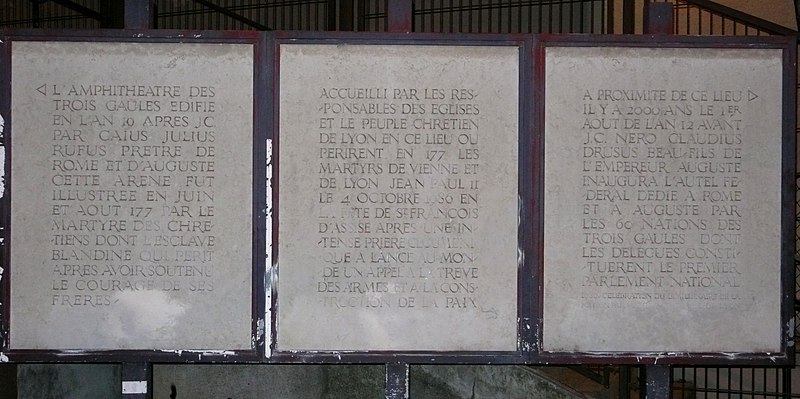 ◁ L'AMPHITHEATRE DES
TROIS GAULES EDIFIE
EN L'AN 19 APRES J.C
PAR CAIUS JULIUS
RUFUS PRETRE DE
ROME ET D'AUGUSTE
CETTE ARENE FUT
ILLUSTREE EN JUIN
ET AOUT 177 PAR LE
MARTYRE DES CHRE-
TIENS DONT L'ESCLAVE
BLANDINE QUI PERIT
APRES AVOIR SOUTENU
LE COURAGE DE SES
FRERES
ACCUEILLI PAR LES RES-
PONSABLES DES EGLISES
ET LE PEUPLE CHRETIEN
DE LYON EN CE LIEU OU
PERIRENT EN 177 LES
MARTYRS DE VIENNE ET
DE LYON JEAN PAUL II
LE 4 OCTOBRE 1986 EN
LA FETE DE ST FRANÇOIS
D'ASSISE APRES UNE IN-
TENSE PRIERE
QUE A LANCE AU MON-
DE UN APPEL A LA TREVE
DES ARMES ET A LA CONS-
TRUCTION DE LA PAIX
A PROXIMITE DE CE LIEU ▷
IL Y A 2000 ANS LE 1ER
AOUT DE L'AN 12 AVANT
J.C. NERO CLAUDIUS
DRUSUS BEAU-FILS DE
L'EMPEREUR AUGUSTE
INAUGURA L'AUTEL FE-
DERAL DEDIE A ROME
ET A AUGUSTE PAR
LES 60 NATIONS DES
TROIS GAULES DONT
LES DELEGUES CONSTI-
TUERENT LE PREMIER
PARLEMENT NATIONAL
CELEBRATION DU BIMILLENAIRE DE LA